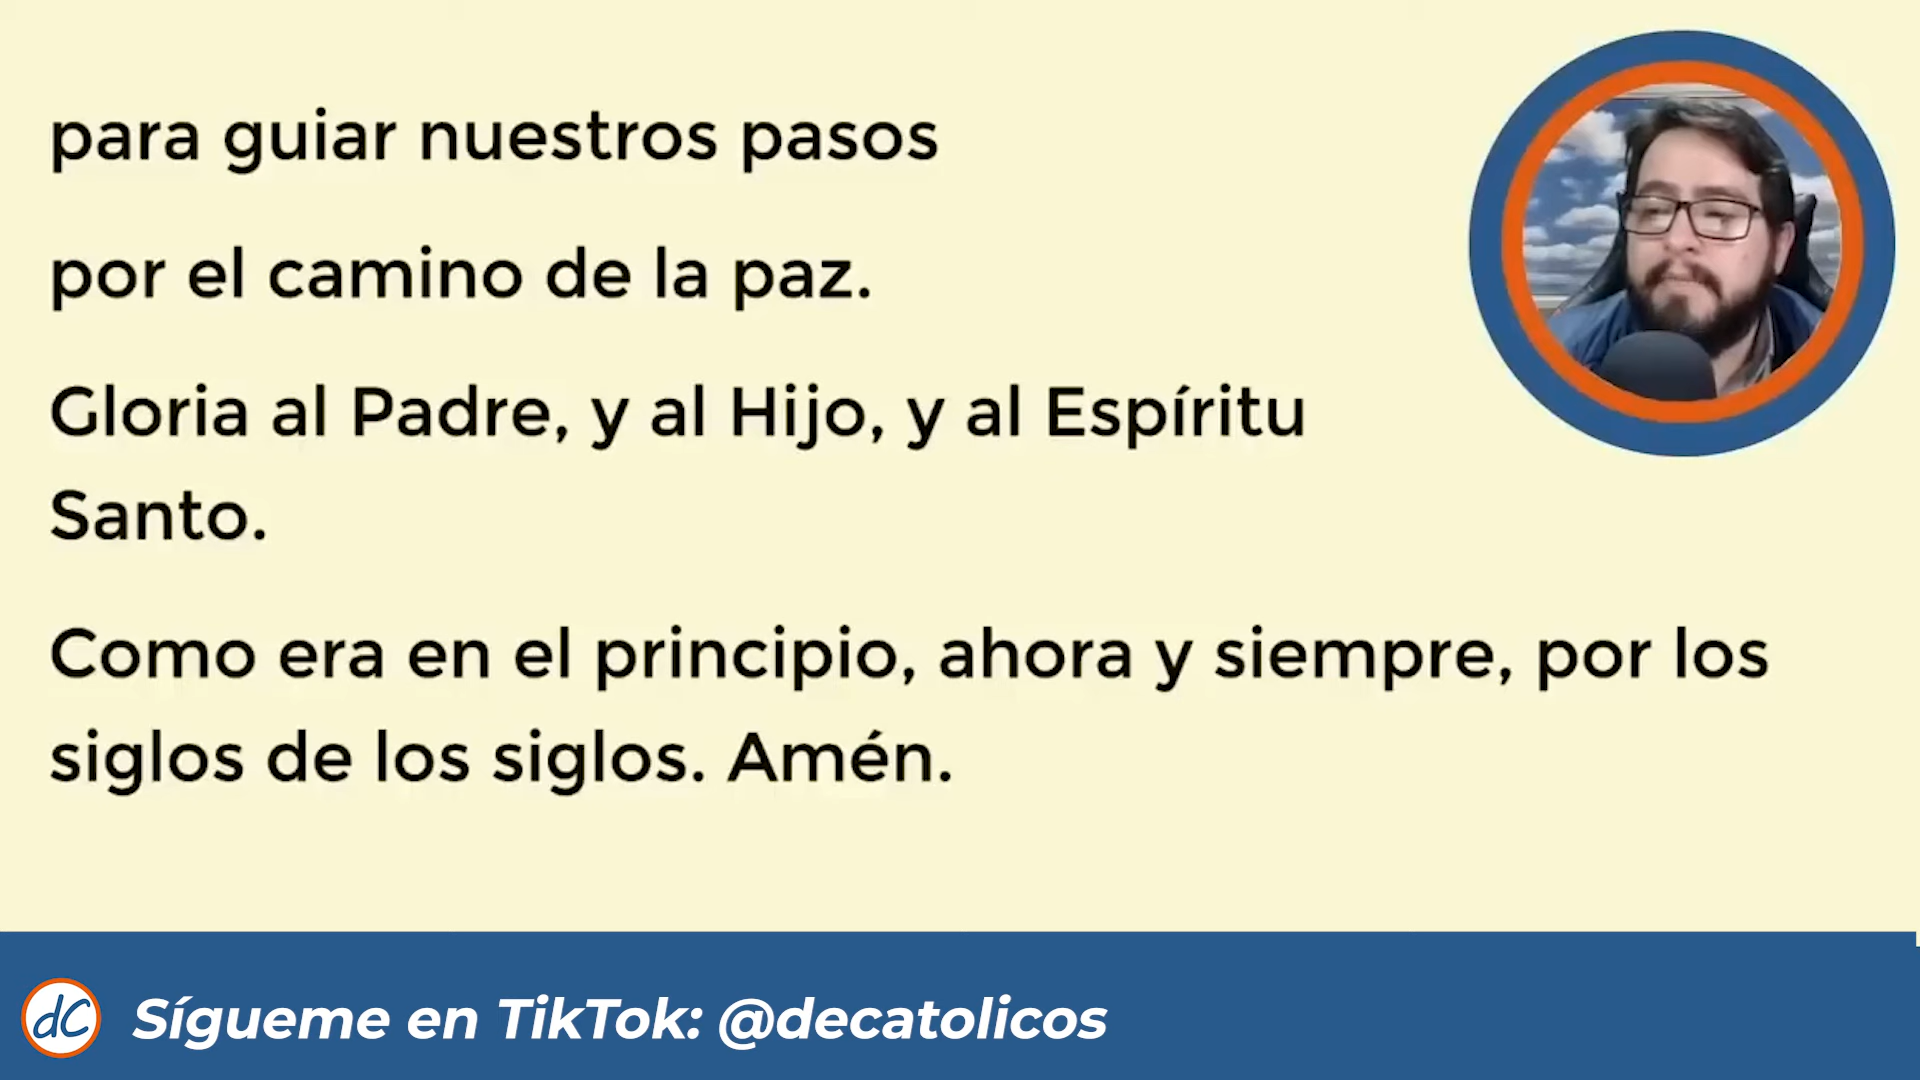 para guiar nuestros pasos
por el camino de la paz.
Gloria al Padre, y al Hijo, y al Espíritu
Santo.
Como era en el principio, ahora y siempre, por los
siglos de los siglos. Amén.
dC Sígueme en TikTok: @decatolicos